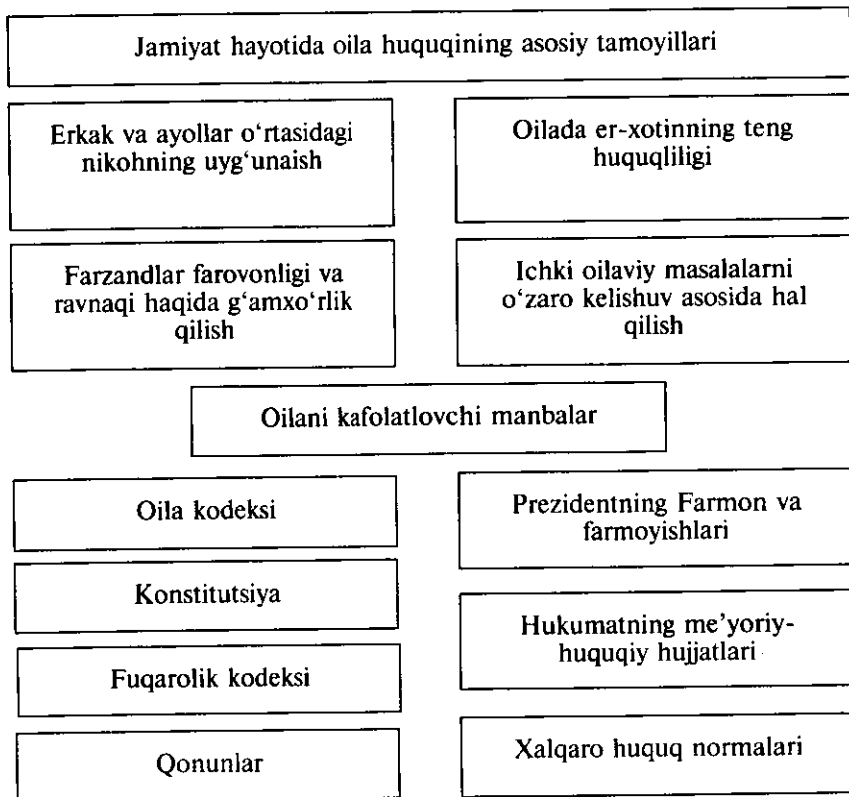 Jamiyat hayotida oila huquqining asosiy tamoyillari
Erkak va ayollar o‘rtasidagi
nikohning uyg‘unaish
Oilada er-xotinning teng
huquqliligi
Farzandlar farovonligi va
ravnaqi haqida g‘amxo‘rlik
qilish
Ichki oilaviy masalalarni
o‘zaro kelishuv asosida hal
qilish
Oilani kafolatlovchi manbalar
Oila kodeksi
Konstitutsiya
Fuqarolik kodeksi
Qonunlar
Prezidentning Farmon va
farmoyishlari
Hukumatning me’yoriy-
huquqiy hujjatlari
Xalqaro huquq normalari